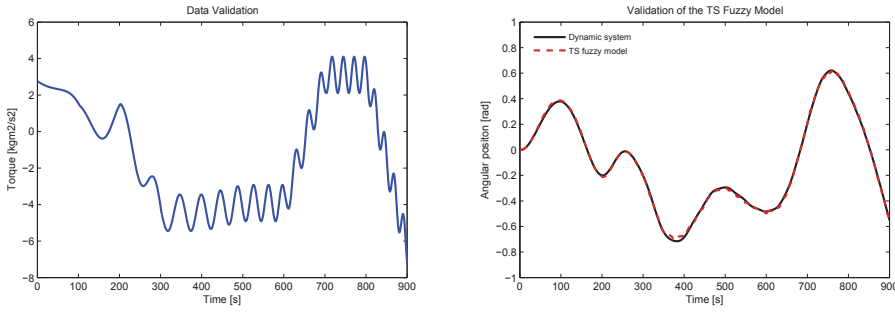 Data Validation
6
4
2
0
−2
−4
−6
−8
Torque [kgm2/s2]
0 100 200 300 400 500 600 700 800 900
Time [s]
Validation of the TS Fuzzy Model
Dynamic system
TS fuzzy model
1
0.8
0.6
0.4
0.2
0
−0.2
−0.4
−0.6
−0.8
−1
Angular positon [rad]
0 100 200 300 400 500 600 700 800 900
Time [s]